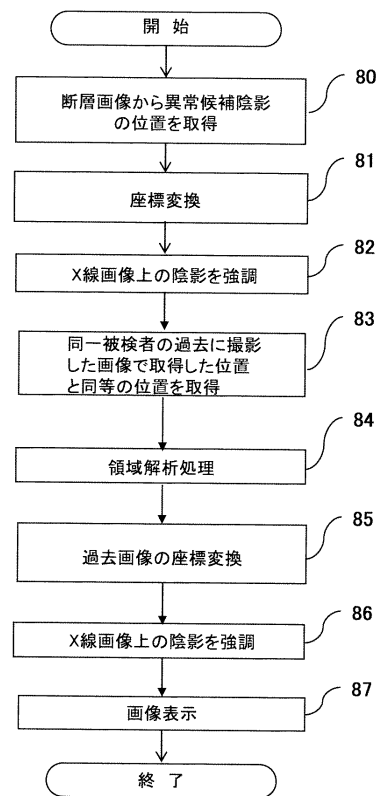 開 始
80
断層画像から異常候補陰影
の位置を取得
81
座標変換
82
X線画像上の陰影を強調
83
同一被検者の過去に撮影
した画像で取得した位置
と同等の位置を取得
84
領域解析処理
85
過去画像の座標変換
86
X線画像上の陰影を強調
87
画像表示
終 了